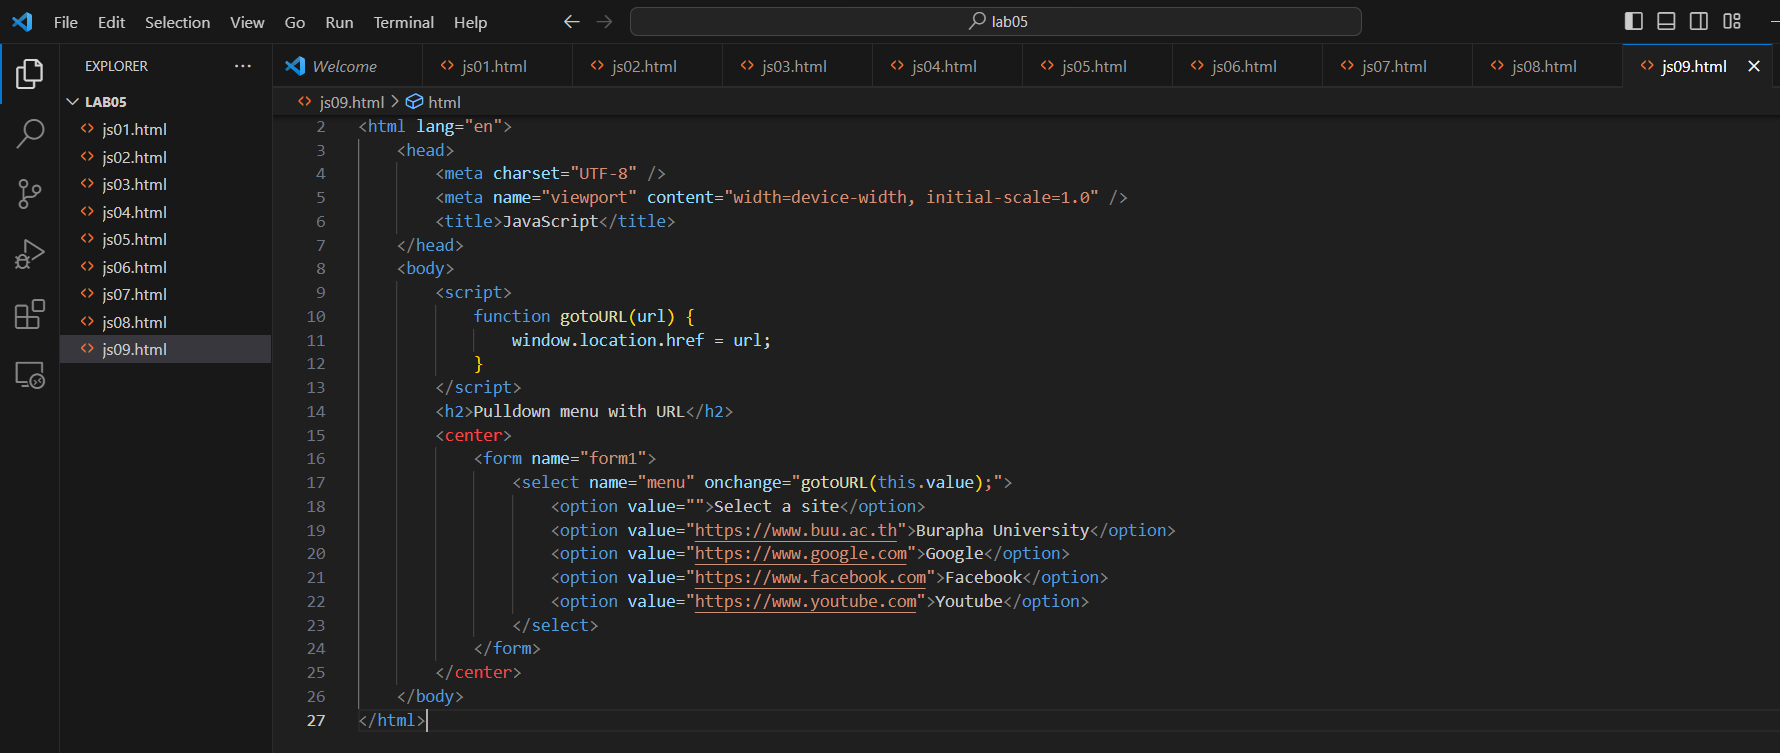 File Edit Selection View Go Run Terminal Help lab05
EXPLORER
LAB05
js01.html
js02.html
js03.html
js04.html
js05.html
js06.html
js07.html
js08.html
js09.html
Welcome js01.html js02.html js03.html js04.html js05.html js06.html js07.html js08.html js09.html
js09.html > html
2 <html lang="en">
3 <head>
4 <meta charset="UTF-8" />
5 <meta name="viewport" content="width=device-width, initial-scale=1.0" />
6 <title>JavaScript</title>
7 </head>
8 <body>
9 <script>
10 function gotoURL(url) {
11 window.location.href = url;
12 }
13 </script>
14 <h2>Pulldown menu with URL</h2>
15 <center>
16 <form name="form1">
17 <select name="menu" onchange="gotoURL(this.value);">
18 <option value="">Select a site</option>
19 <option value="https://www.buu.ac.th">Burapha University</option>
20 <option value="https://www.google.com">Google</option>
21 <option value="https://www.facebook.com">Facebook</option>
22 <option value="https://www.youtube.com">Youtube</option>
23 </select>
24 </form>
25 </center>
26 </body>
27 </html>